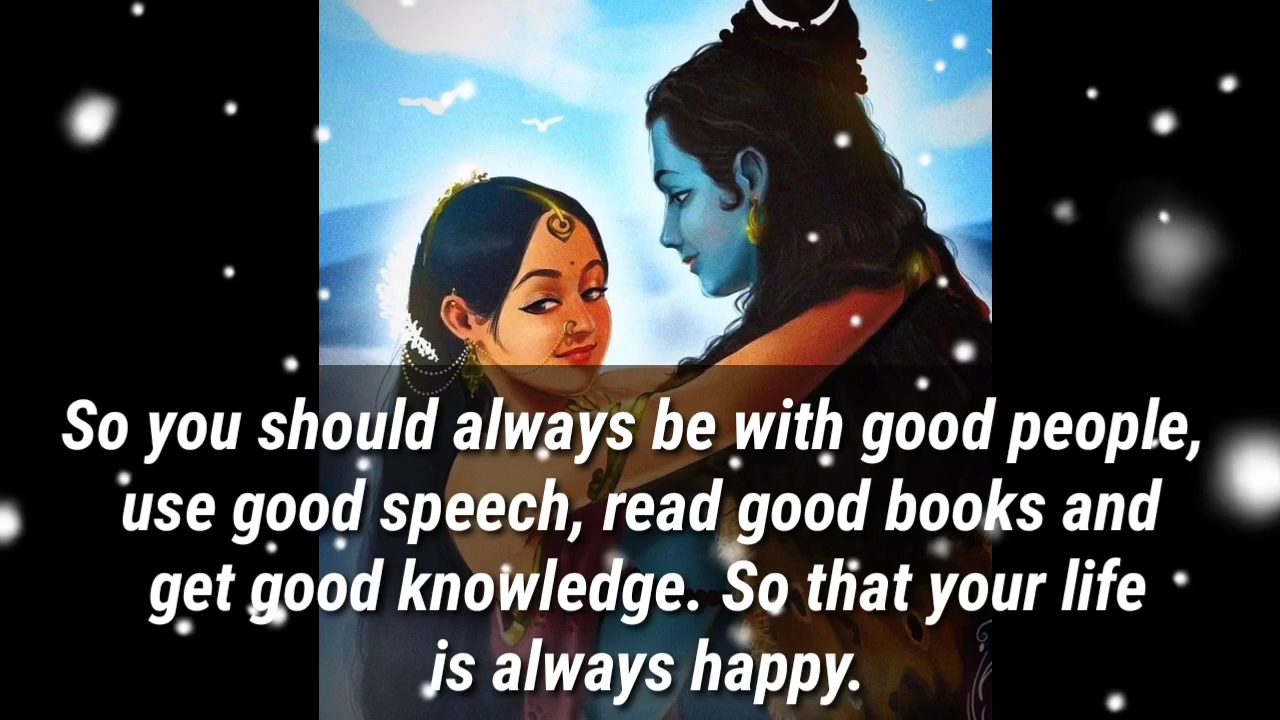 So you should always be with good people,
use good speech, read good books and
get good knowledge. So that your life
is always happy.